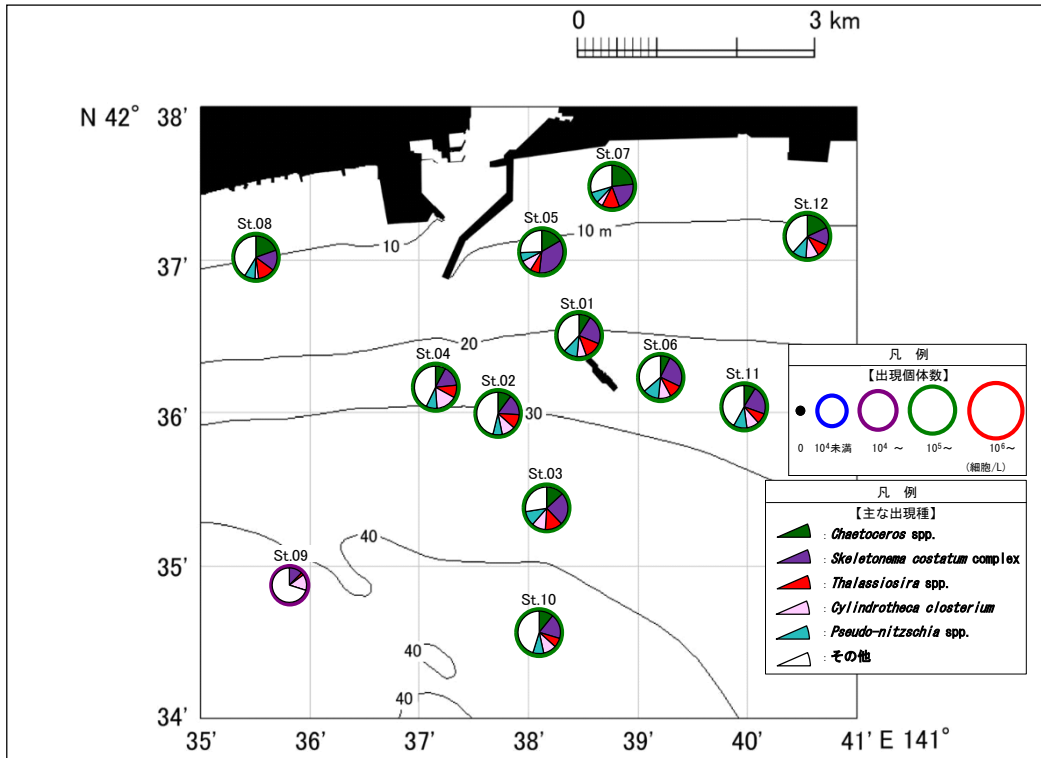 0 3 km
N 42° 38'
St.07
St.12
St.08
St.05
10
10 m
37'
St.01
20
St.04
St.06
St.02
St.11
凡 例
【出現個体数】
36'
30
0 10⁴未満 10⁴ ~ 10⁵~ 10⁶~
(細胞/L)
St.03
凡 例
【主な出現種】
: Chaetoceros spp.
: Skeletonema costatum complex
: Thalassiosira spp.
: Cylindrotheca closterium
: Pseudo-nitzschia spp.
: その他
40
St.09
35'
St.10
40
40
34'
35' 36' 37' 38' 39' 40' 41' E 141°